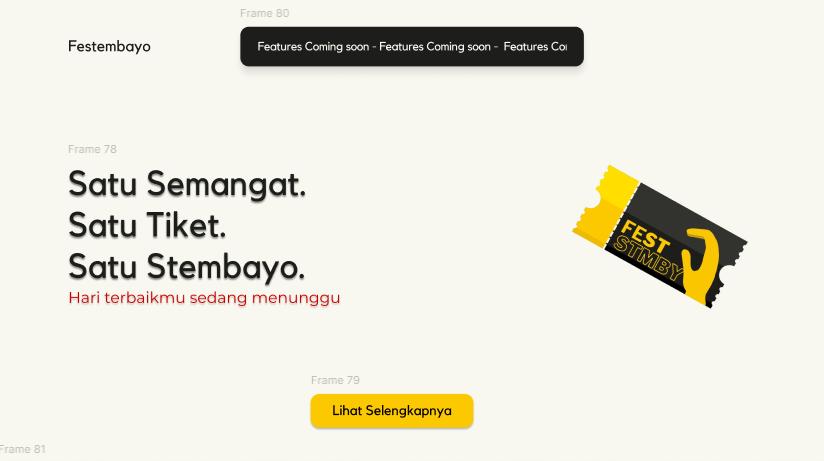 Frame 80
Festembayo
Features Coming soon - Features Coming soon - Features Co
Frame 78
Satu Semangat.
Satu Tiket.
Satu Stembayo.
Hari terbaikmu sedang menunggu
FEST
STMBY
Frame 79
Lihat Selengkapnya
Frame 81